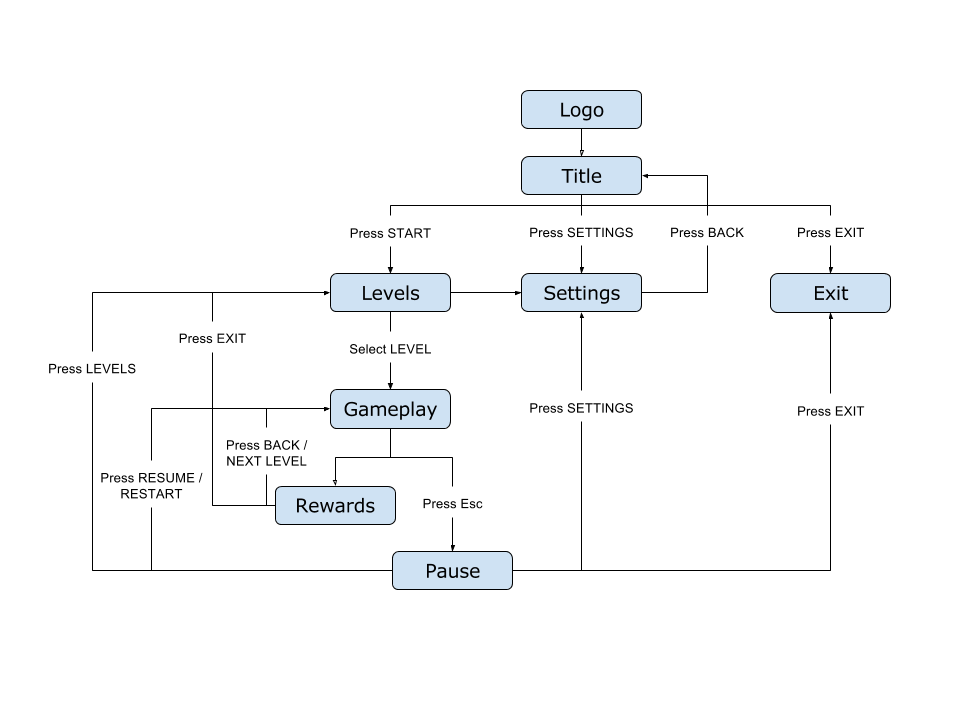 Logo
Title
Press START
Press SETTINGS
Press BACK
Press EXIT
Levels
Settings
Exit
Press EXIT
Select LEVEL
Press LEVELS
Gameplay
Press SETTINGS
Press EXIT
Press BACK /
NEXT LEVEL
Press RESUME /
RESTART
Rewards
Press Esc
Pause